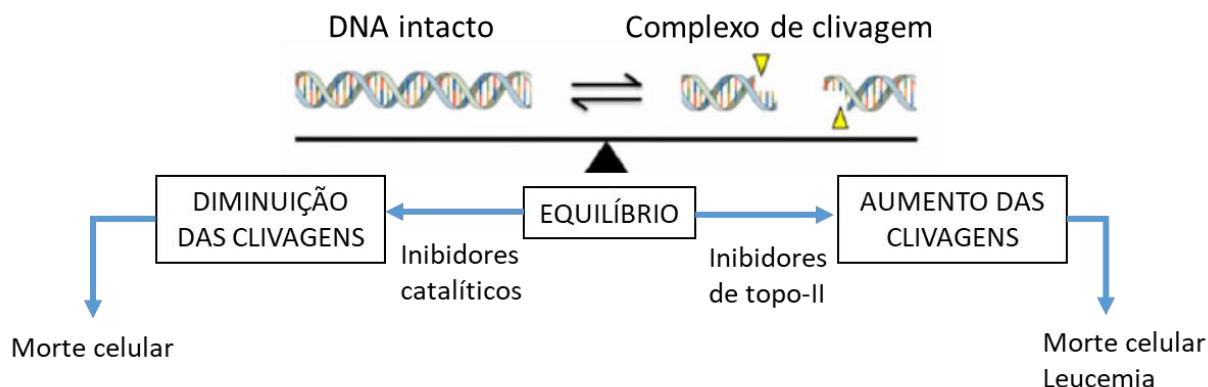 DNA intacto
Complexo de clivagem
DIMINUIÇÃO
DAS CLIVAGENS
Inibidores
catalíticos
EQUILÍBRIO
Inibidores
de topo-II
AUMENTO DAS
CLIVAGENS
Morte celular
Morte celular
Leucemia